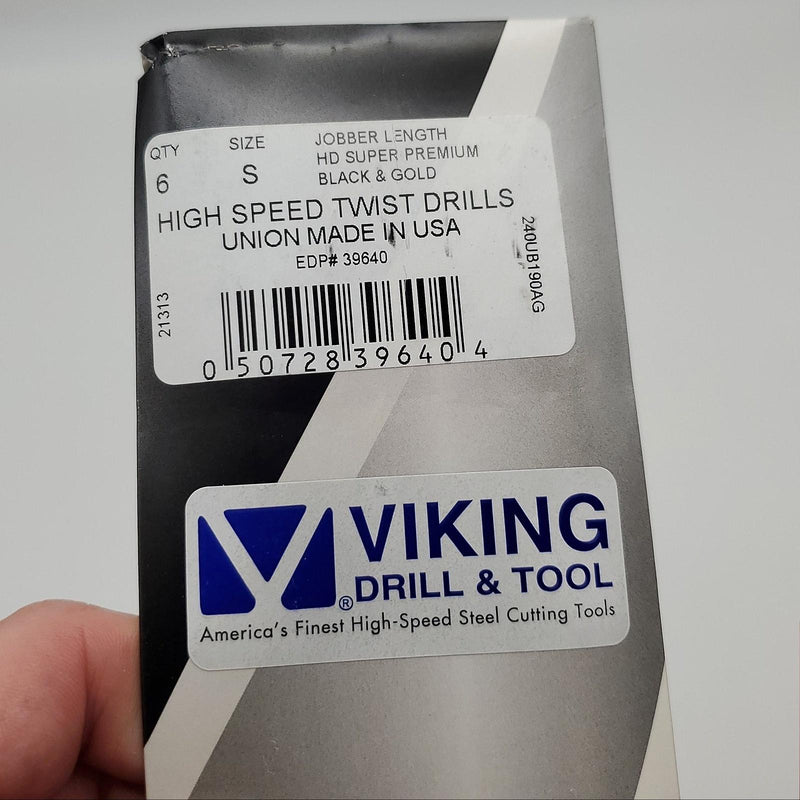 QTY SIZE JOBBER LENGTH
6 S HD SUPER PREMIUM
BLACK & GOLD
HIGH SPEED TWIST DRILLS
UNION MADE IN USA
EDP# 39640
21313
240UB190AG
0 50728 39640 4
VIKING
DRILL & TOOL
®
America's Finest High-Speed Steel Cutting Tools